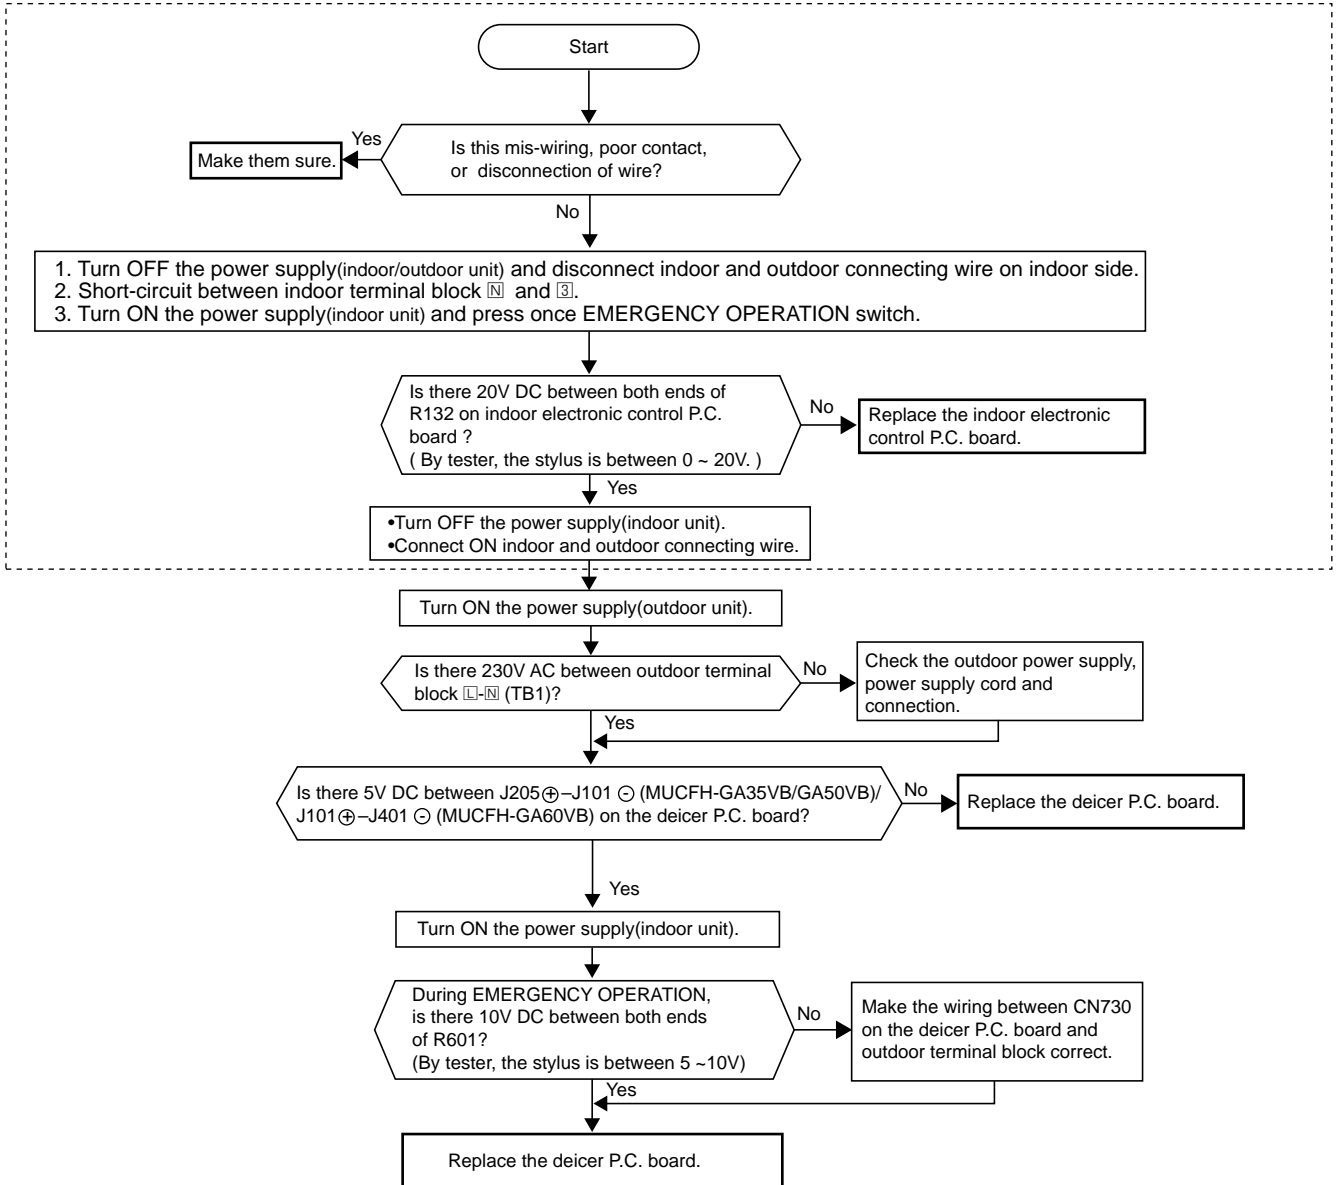 Start
Yes
Make them sure.
Is this mis-wiring, poor contact,
or disconnection of wire?
No
1. Turn OFF the power supply(indoor/outdoor unit) and disconnect indoor and outdoor connecting wire on indoor side.
2. Short-circuit between indoor terminal block N and 3.
3. Turn ON the power supply(indoor unit) and press once EMERGENCY OPERATION switch.
Is there 20V DC between both ends of
R132 on indoor electronic control P.C.
board ?
( By tester, the stylus is between 0 ~ 20V. )
No
Replace the indoor electronic
control P.C. board.
Yes
•Turn OFF the power supply(indoor unit).
•Connect ON indoor and outdoor connecting wire.
Turn ON the power supply(outdoor unit).
Is there 230V AC between outdoor terminal
block L-N (TB1)?
No
Check the outdoor power supply,
power supply cord and
connection.
Yes
Is there 5V DC between J205⊕–J101 ⊖ (MUCFH-GA35VB/GA50VB)/
J101⊕–J401 ⊖ (MUCFH-GA60VB) on the deicer P.C. board?
No
Replace the deicer P.C. board.
Yes
Turn ON the power supply(indoor unit).
During EMERGENCY OPERATION,
is there 10V DC between both ends
of R601?
(By tester, the stylus is between 5 ~10V)
No
Make the wiring between CN730
on the deicer P.C. board and
outdoor terminal block correct.
Yes
Replace the deicer P.C. board.